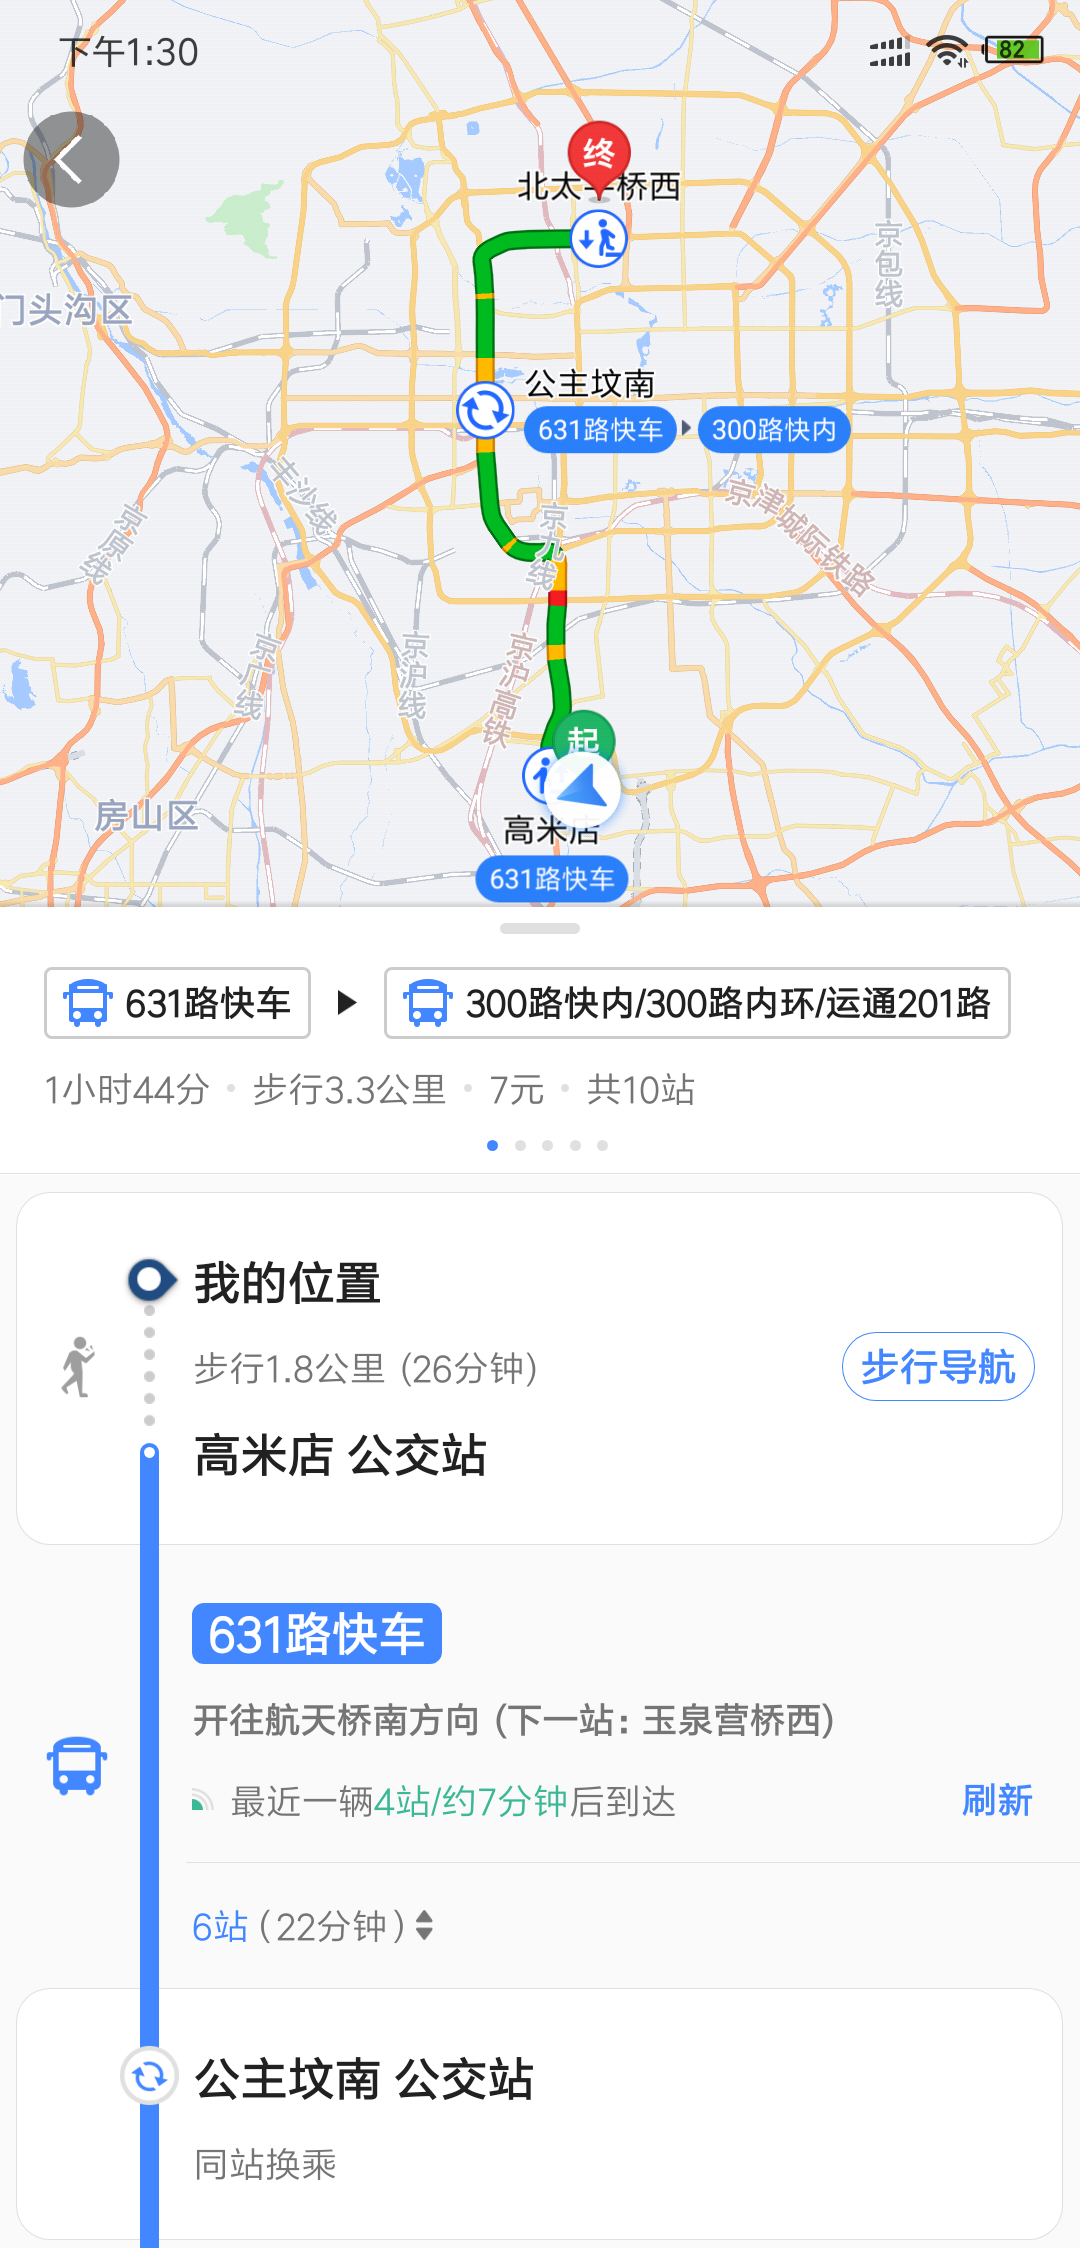 下午1:30
82
终
北太平桥西
京包线
门头沟区
公主坟南
631路快车
300路快内
丰沙线
京津城际铁路
京原线
京九线
京广线
京沪线
京沪高铁
起
房山区
高米店
631路快车
631路快车
300路快内/300路内环/运通201路
1小时44分 · 步行3.3公里 · 7元 · 共10站
我的位置
步行1.8公里 (26分钟)
步行导航
高米店 公交站
631路快车
开往航天桥南方向 (下一站: 玉泉营桥西)
最近一辆4站/约7分钟后到达
刷新
6站 (22分钟)
公主坟南 公交站
同站换乘